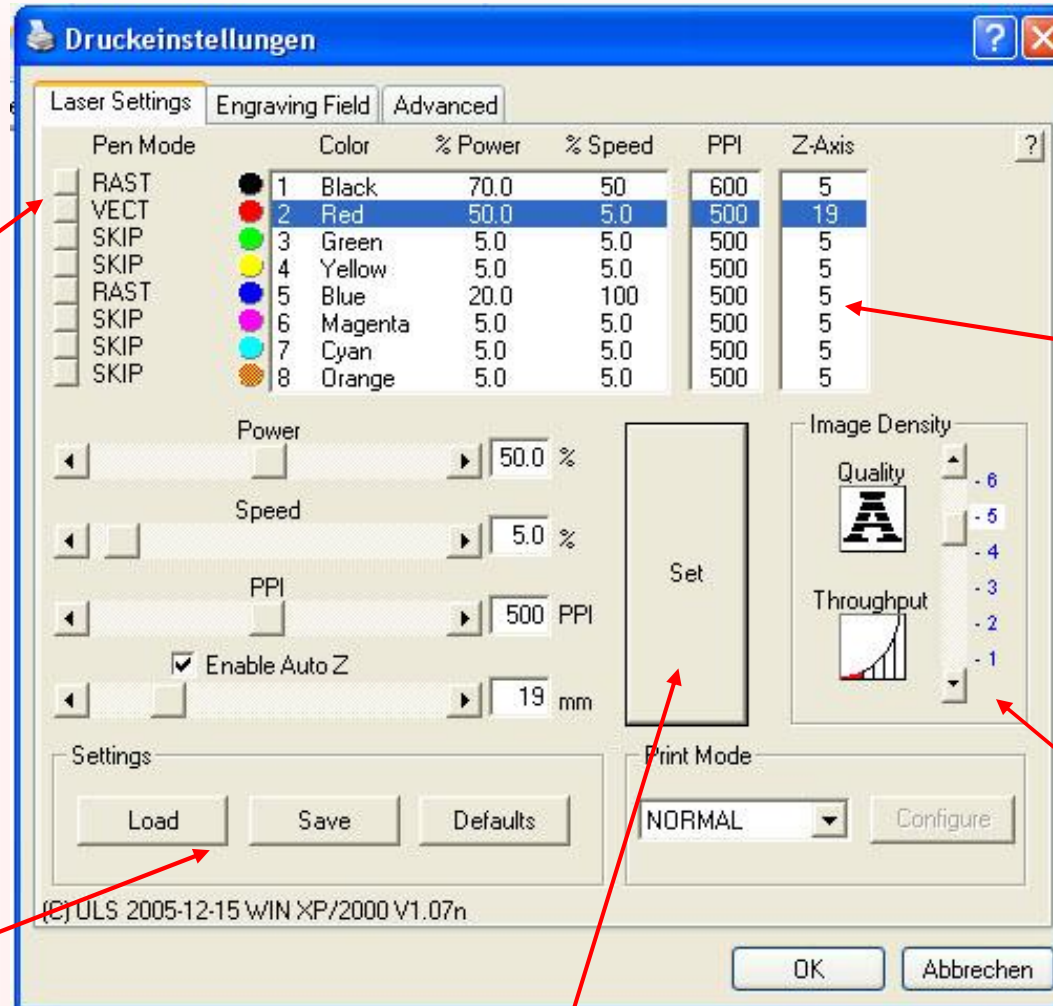 Druckeinstellungen
Laser Settings Engraving Field Advanced
Pen Mode Color % Power % Speed PPI Z-Axis ?
RAST 1 Black 70.0 50 600 5
VECT 2 Red 50.0 5.0 500 19
SKIP 3 Green 5.0 5.0 500 5
SKIP 4 Yellow 5.0 5.0 500 5
RAST 5 Blue 20.0 100 500 5
SKIP 6 Magenta 5.0 5.0 500 5
SKIP 7 Cyan 5.0 5.0 500 5
SKIP 8 Orange 5.0 5.0 500 5
Power
50.0 %
Speed
5.0 %
PPI
500 PPI
Enable Auto Z
19 mm
Set
Image Density
Quality
A
Throughput
- 6
- 5
- 4
- 3
- 2
- 1
Settings
Load Save Defaults
Print Mode
NORMAL Configure
(C) ULS 2005-12-15 WIN XP/2000 V1.07n
OK Abbrechen